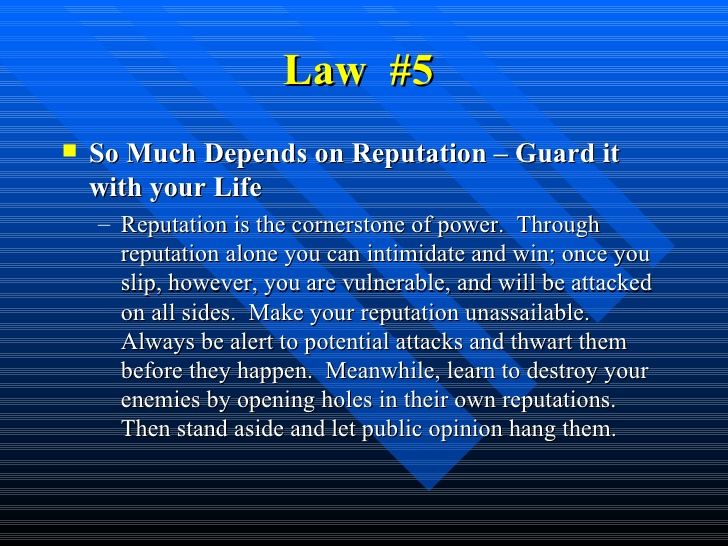 Law  #5
So Much Depends on Reputation – Guard it
with your Life
– Reputation is the cornerstone of power.  Through
reputation alone you can intimidate and win; once you
slip, however, you are vulnerable, and will be attacked
on all sides.  Make your reputation unassailable.
Always be alert to potential attacks and thwart them
before they happen.  Meanwhile, learn to destroy your
enemies by opening holes in their own reputations.
Then stand aside and let public opinion hang them.